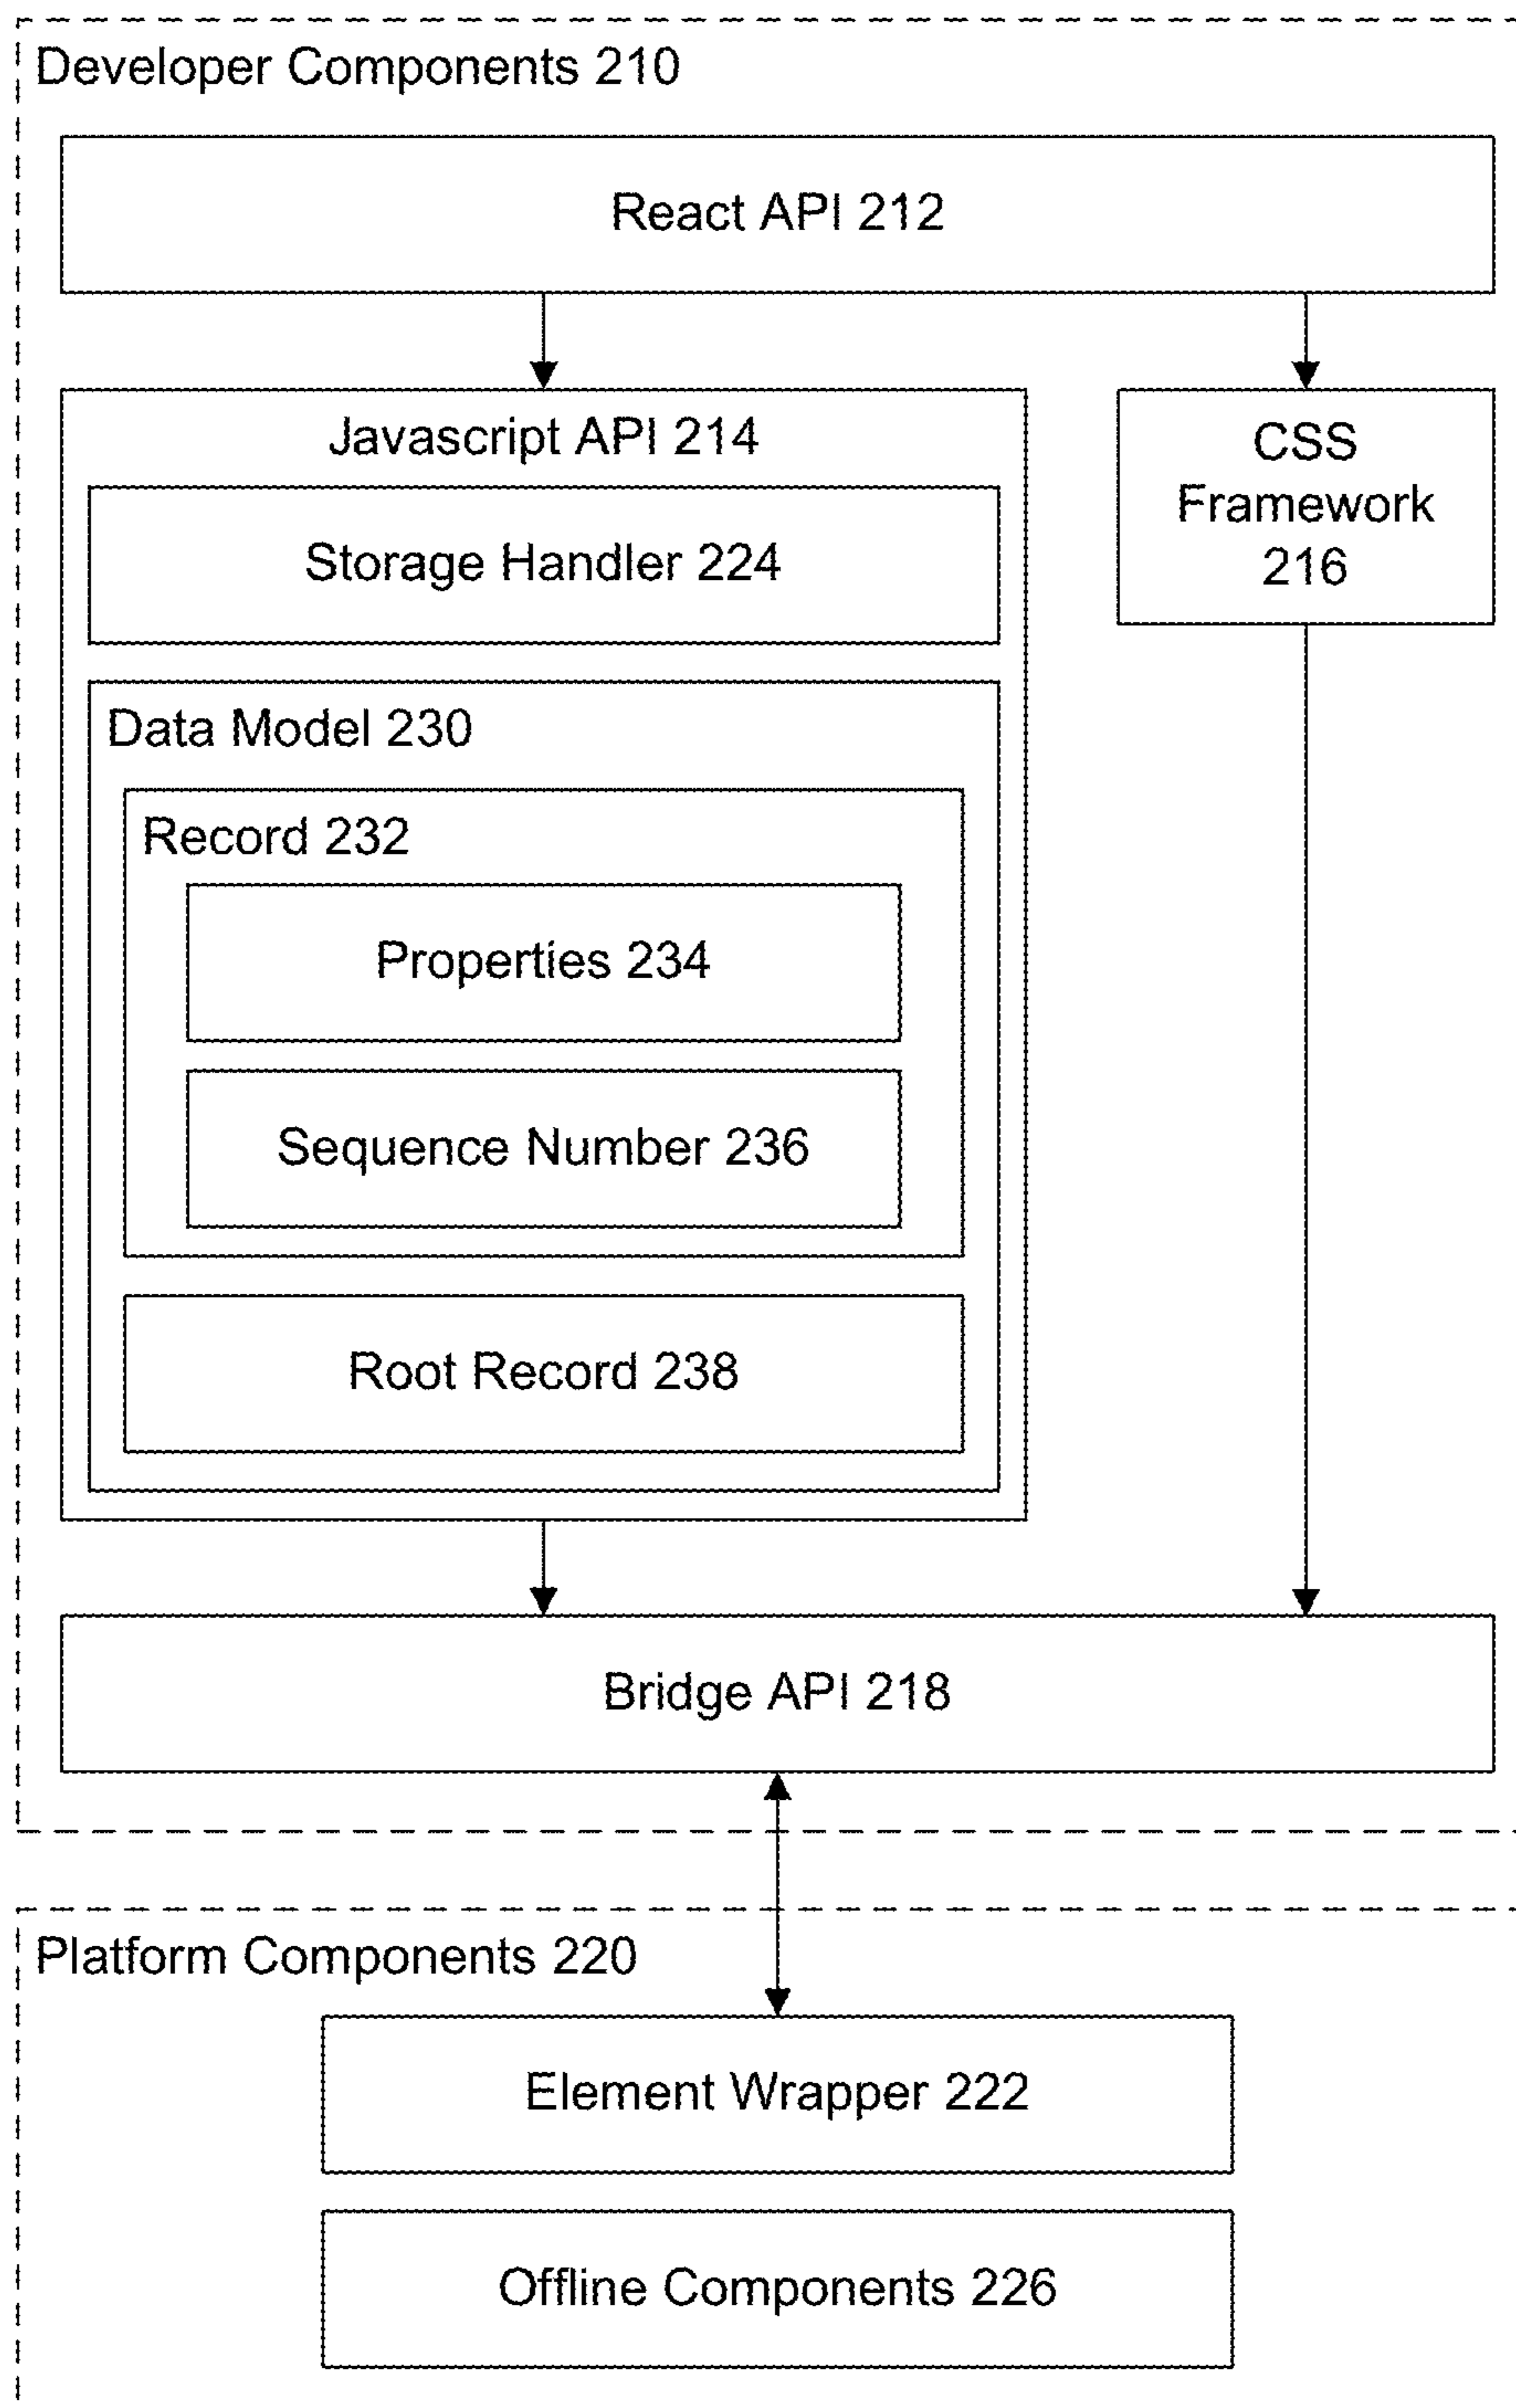 Developer Components 210
React API 212
Javascript API 214
Storage Handler 224
CSS
Framework
216
Data Model 230
Record 232
Properties 234
Sequence Number 236
Root Record 238
Bridge API 218
Platform Components 220
Element Wrapper 222
Offline Components 226